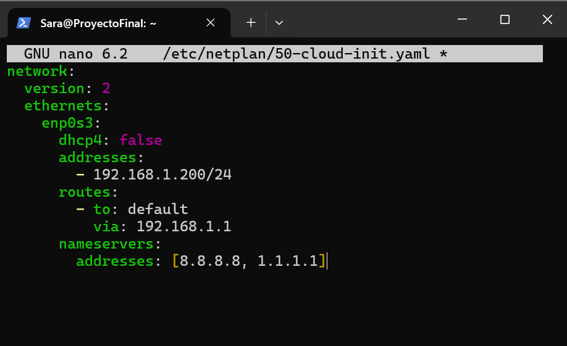 Sara@ProyectoFinal: ~
GNU nano 6.2 /etc/netplan/50-cloud-init.yaml *
network:
  version: 2
  ethernets:
    enp0s3:
      dhcp4: false
      addresses:
        - 192.168.1.200/24
      routes:
        - to: default
          via: 192.168.1.1
      nameservers:
        addresses: [8.8.8.8, 1.1.1.1]